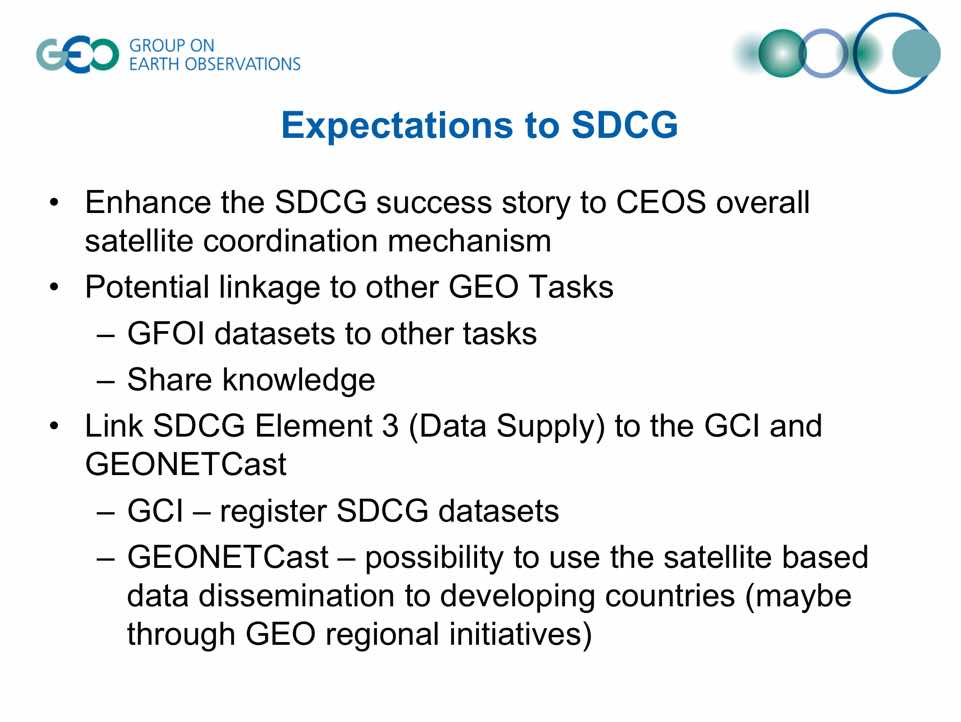 GEO GROUP ON
EARTH OBSERVATIONS
Expectations to SDCG
• Enhance the SDCG success story to CEOS overall
satellite coordination mechanism
• Potential linkage to other GEO Tasks
– GFOI datasets to other tasks
– Share knowledge
• Link SDCG Element 3 (Data Supply) to the GCI and
GEONETCast
– GCI – register SDCG datasets
– GEONETCast – possibility to use the satellite based
data dissemination to developing countries (maybe
through GEO regional initiatives)